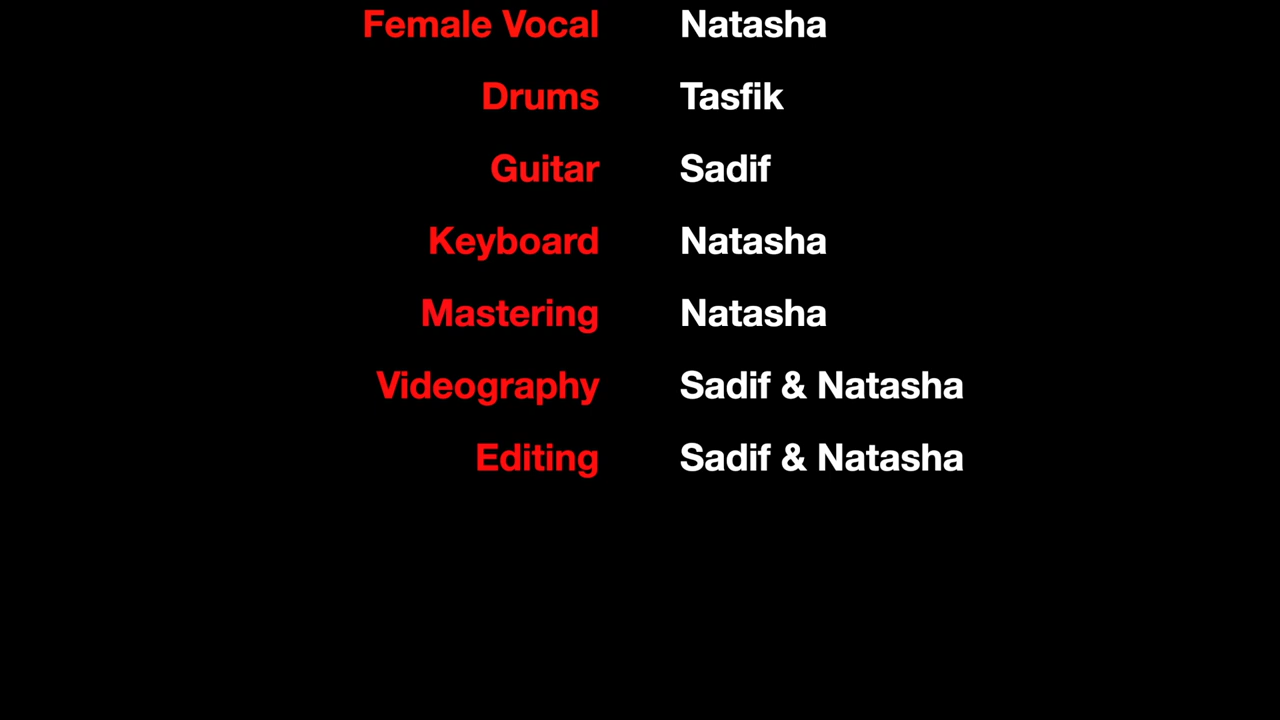 Female Vocal Natasha
Drums Tasfik
Guitar Sadif
Keyboard Natasha
Mastering Natasha
Videography Sadif & Natasha
Editing Sadif & Natasha